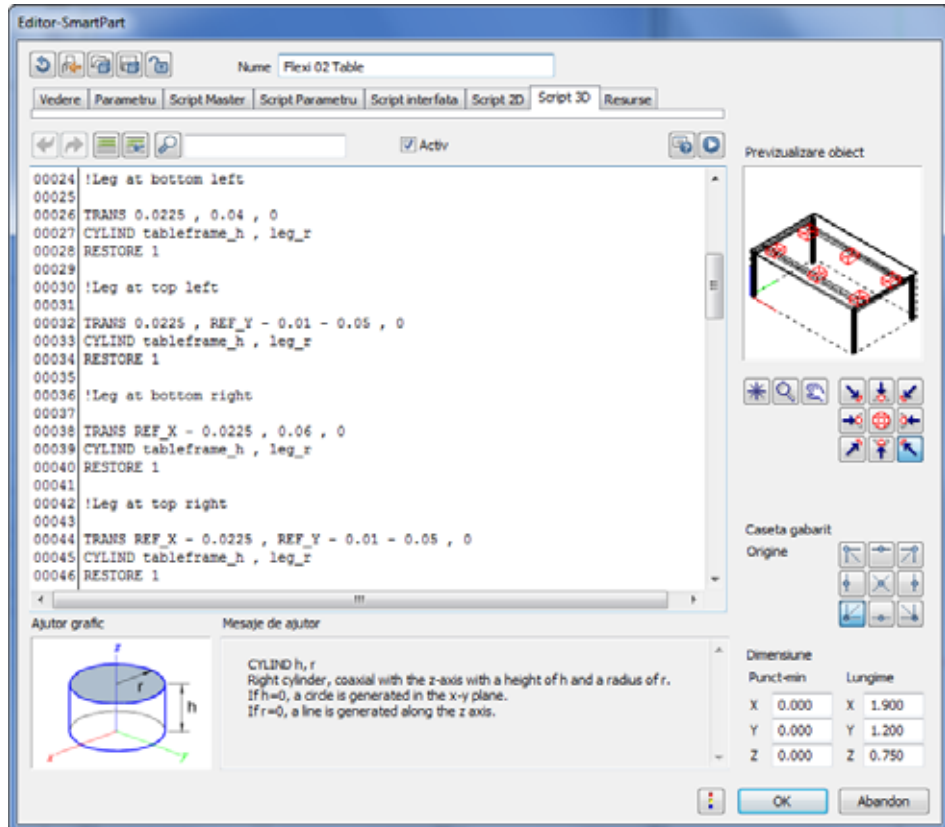 Editor-SmartPart
Nume Flexi 02 Table
Vedere Parametru Script Master Script Parametru Script interfata Script 2D Script 3D Resurse
Activ
Previzualizare obiect
00024 !Leg at bottom left
00025
00026 TRANS 0.0225 , 0.04 , 0
00027 CYLIND tableframe_h , leg_r
00028 RESTORE 1
00029
00030 !Leg at top left
00031
00032 TRANS 0.0225 , REF_Y - 0.01 - 0.05 , 0
00033 CYLIND tableframe_h , leg_r
00034 RESTORE 1
00035
00036 !Leg at bottom right
00037
00038 TRANS REF_X - 0.0225 , 0.06 , 0
00039 CYLIND tableframe_h , leg_r
00040 RESTORE 1
00041
00042 !Leg at top right
00043
00044 TRANS REF_X - 0.0225 , REF_Y - 0.01 - 0.05 , 0
00045 CYLIND tableframe_h , leg_r
00046 RESTORE 1
Caseta gabarit
Origine
Ajutor grafic
z
r
h
x
y
Mesaje de ajutor
CYLIND h, r
Right cylinder, coaxial with the z-axis with a height of h and a radius of r.
If h=0, a circle is generated in the x-y plane.
If r=0, a line is generated along the z axis.
Dimensiune
Punct-min Lungime
X 0.000 X 1.900
Y 0.000 Y 1.200
Z 0.000 Z 0.750
OK Abandon